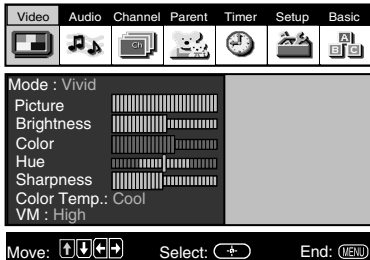 Video Audio Channel Parent Timer Setup Basic
Ch A B C
Mode : Vivid
Picture
Brightness
Color
Hue
Sharpness
Color Temp.: Cool
VM : High
Move: Select: End: MENU